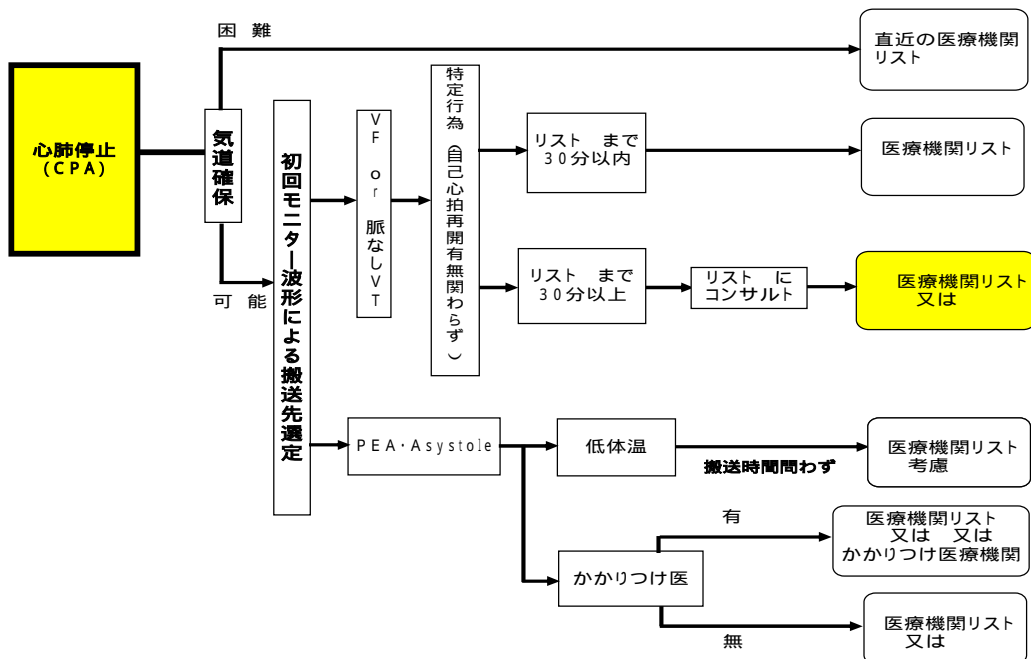 困 難
直近の医療機関
リスト
心肺停止
(CPA)
気道確保
可 能
初回モニター波形による搬送先選定
VF or 脈なしVT
特定行為(自己心拍再開有無関わらず)
リスト まで
30分以内
医療機関リスト
リスト まで
30分以上
リスト に
コンサルト
医療機関リスト
又は
PEA・Asystole
低体温
搬送時間問わず
医療機関リスト
考慮
かかりつけ医
有
医療機関リスト
又は 又は
かかりつけ医療機関
無
医療機関リスト
又は